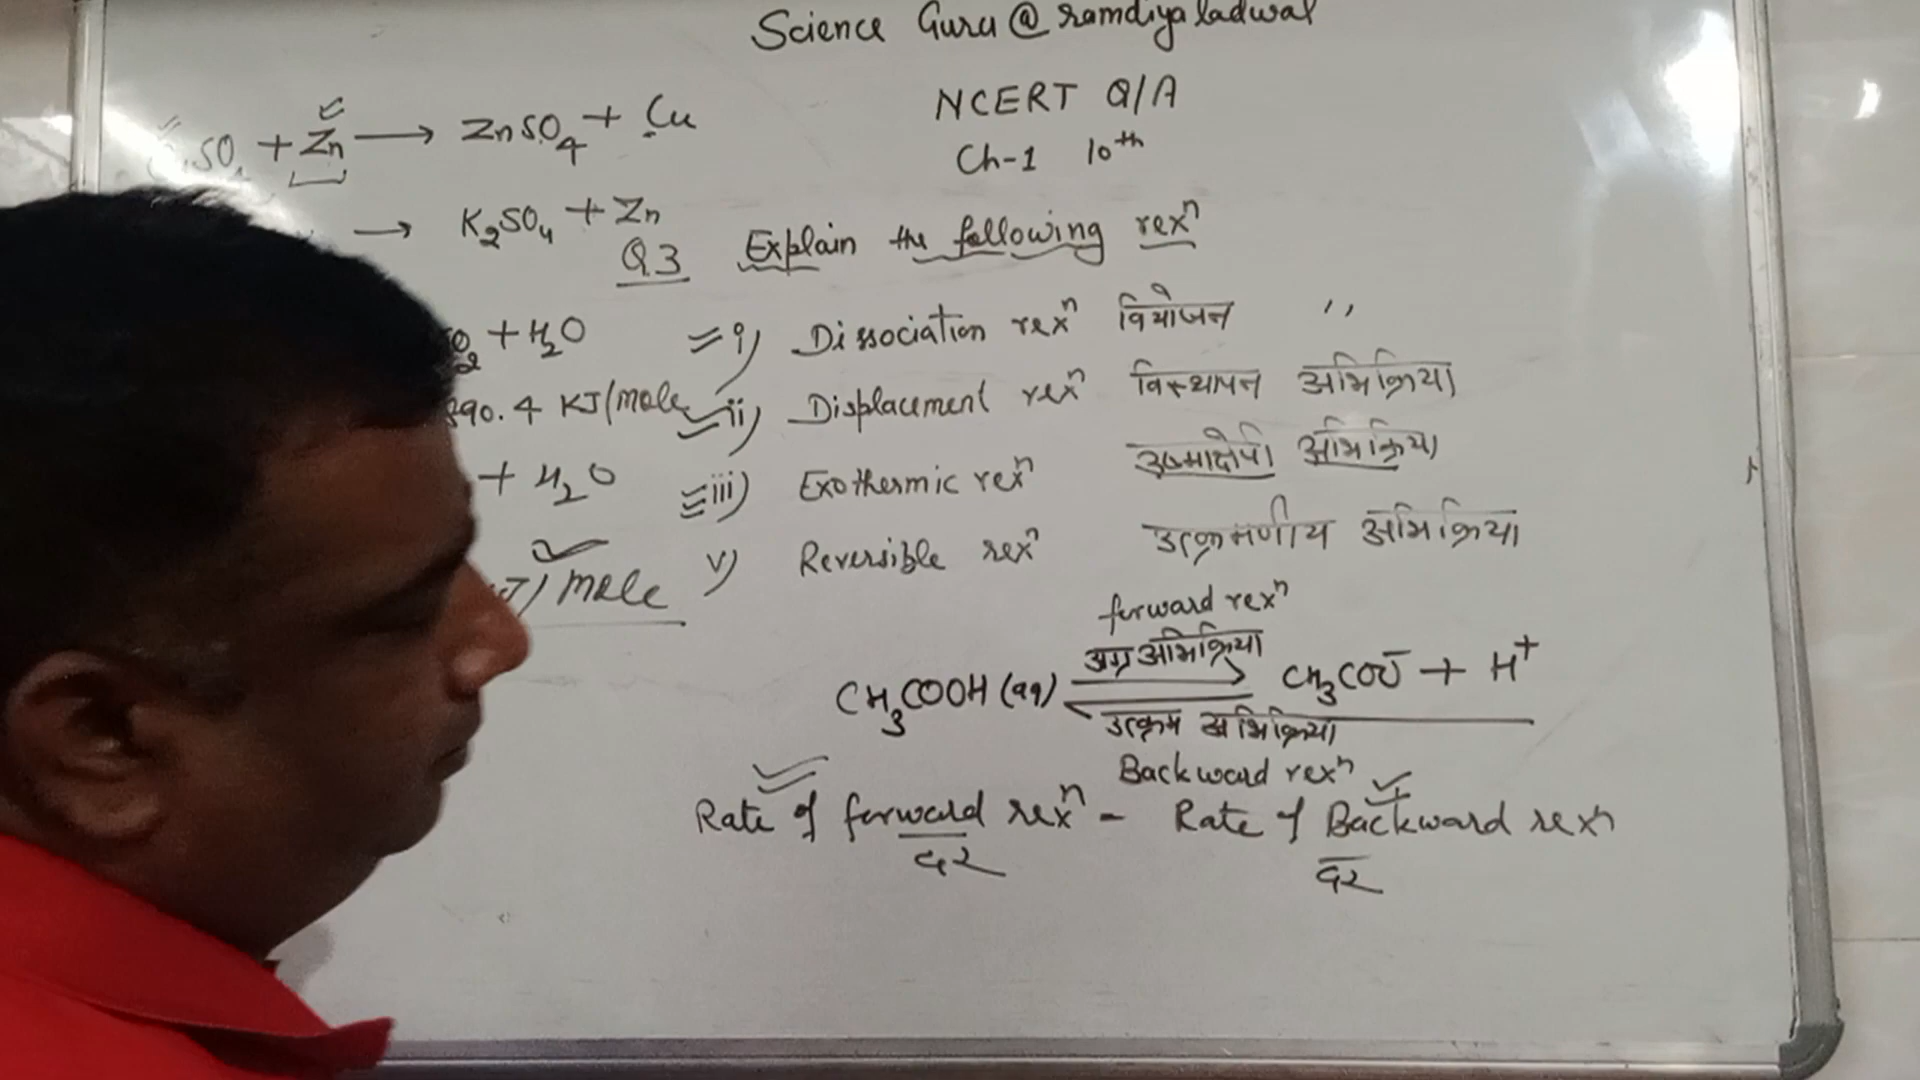 Science Guru @ ramdiya ladwal
NCERT Q/A
Ch-1 10th
SO + Zn → ZnSO4 + Cu
→ K2SO4 + Zn
Q3 Explain the following rexn
+ H2O
i) Dissociation rexn वियोजन ,,
90.4 KJ/mole
ii) Displacement rexn विस्थापन अभिक्रिया
+ H2O
iii) Exothermic rexn उष्माक्षेपी अभिक्रिया
/mole
v) Reversible rexn उत्क्रमणीय अभिक्रिया
forward rexn
अग्र अभिक्रिया
CH3COOH (aq) ⇌ CH3COO- + H+
उत्क्रम अभिक्रिया
Backward rexn
Rate of forward rexn = Rate of Backward rexn
दर दर